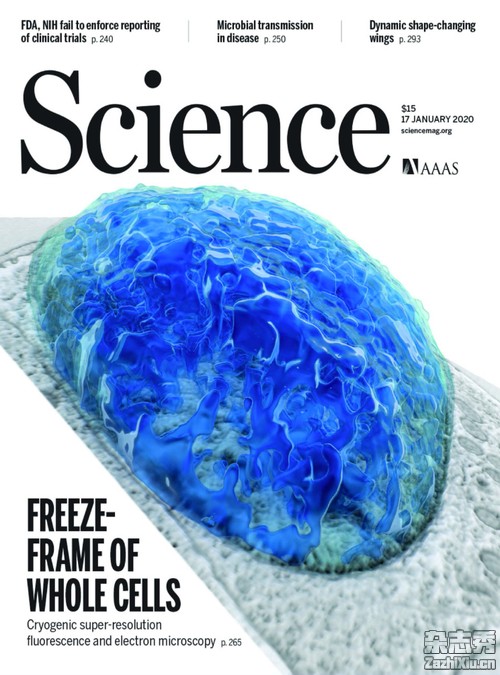 FDA, NIH fail to enforce reporting
of clinical trials p. 240
Microbial transmission
in disease p. 250
Dynamic shape-changing
wings p. 293
Science
$15
17 JANUARY 2020
sciencemag.org
AAAS
FREEZE-
FRAME OF
WHOLE CELLS
Cryogenic super-resolution
fluorescence and electron microscopy p. 265
杂志秀
ZaZhiXiu.cn